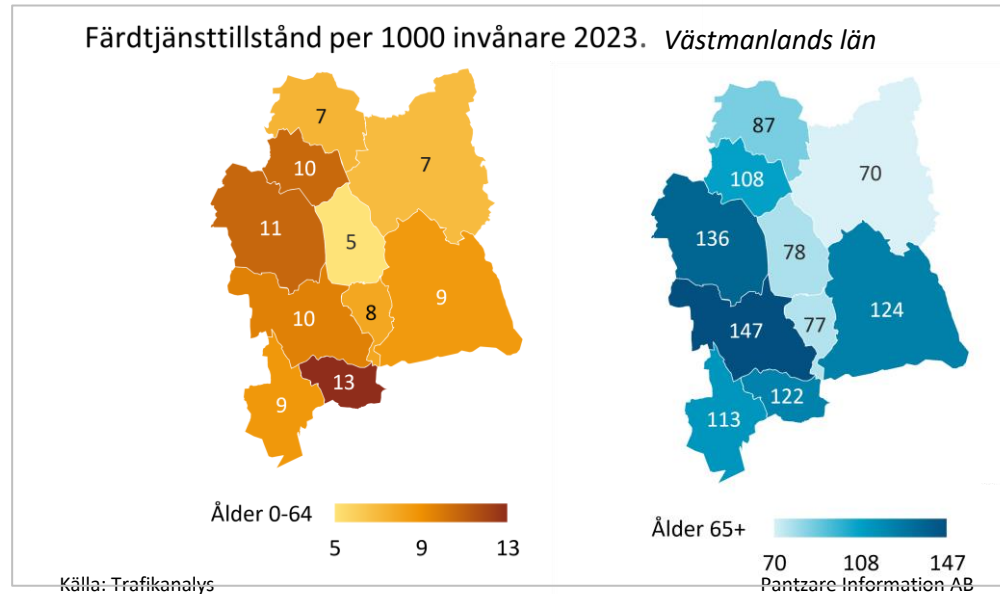 Färdtjänsttillstånd per 1000 invånare 2023. Västmanlands län
7
10
7
11
5
10
8
9
13
9
87
108
70
136
78
147
77
124
122
113
Ålder 0-64
5 9 13
Ålder 65+
70 108 147
Källa: Trafikanalys
Pantzare Information AB